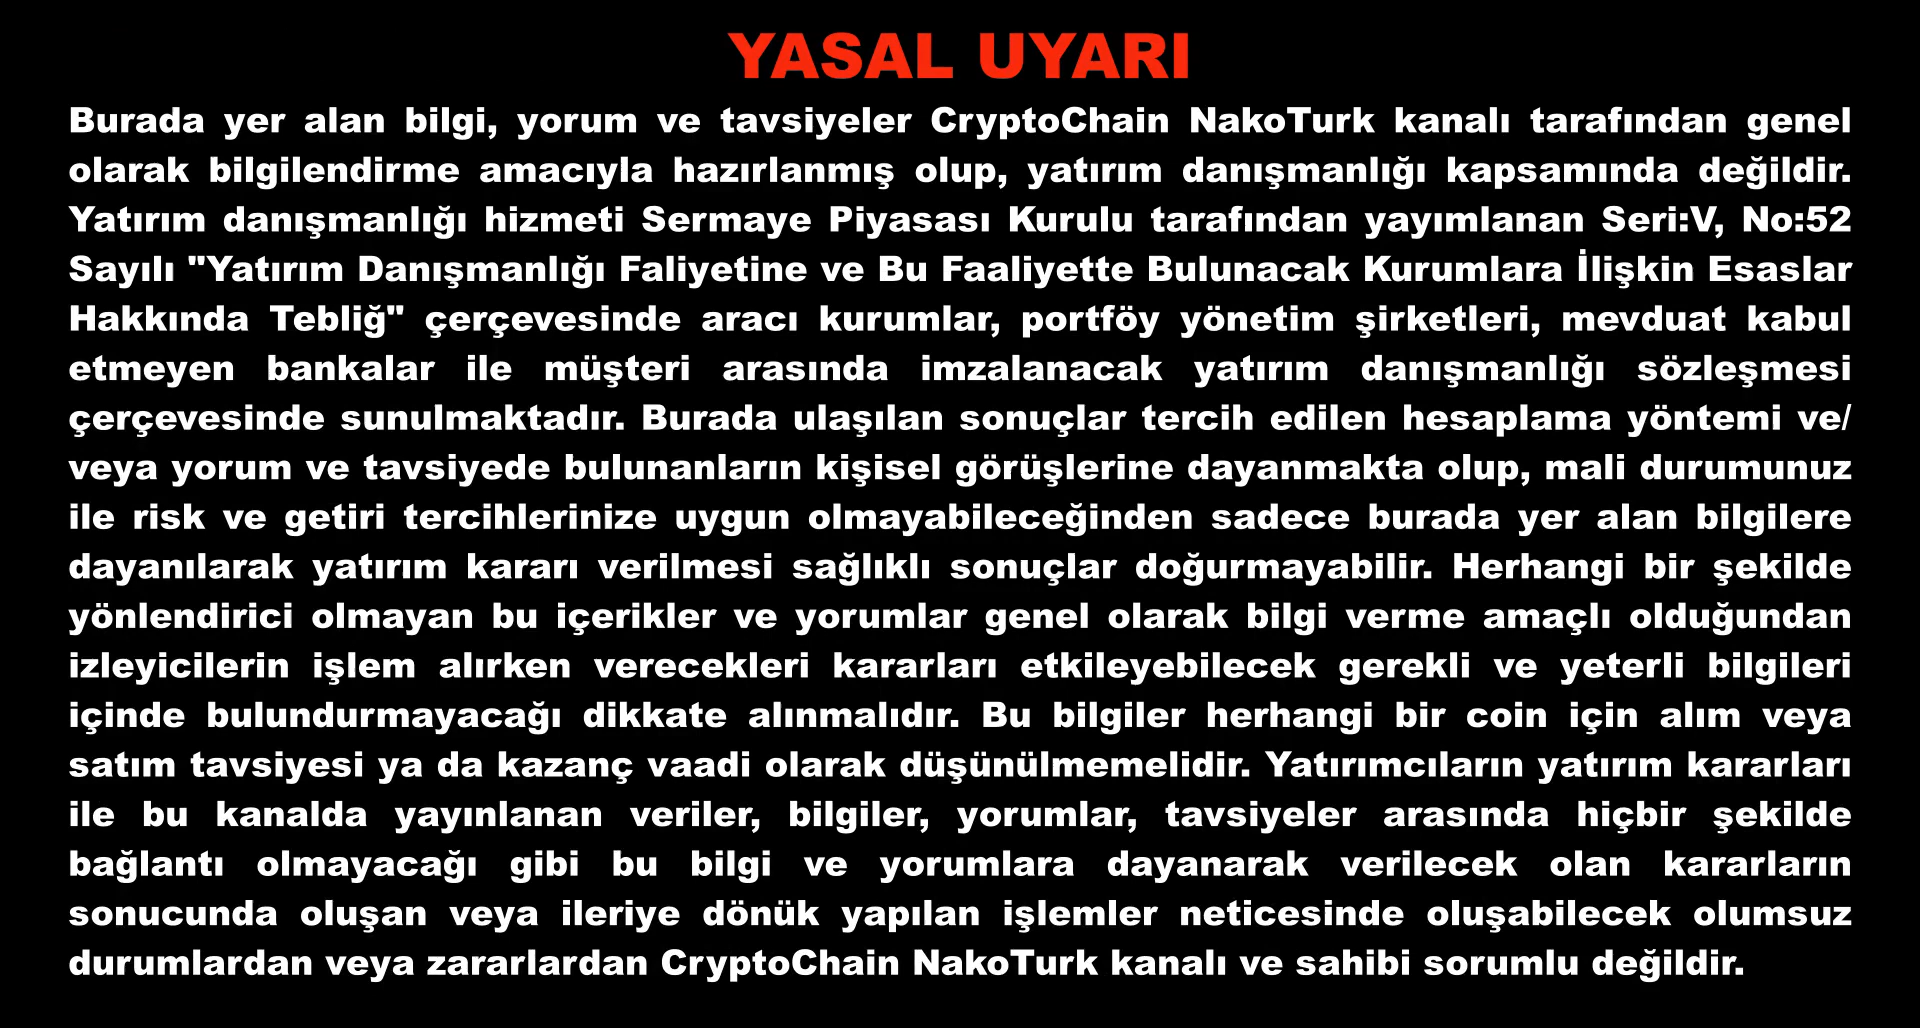 YASAL UYARI
Burada yer alan bilgi, yorum ve tavsiyeler CryptoChain NakoTurk kanalı tarafından genel
olarak bilgilendirme amacıyla hazırlanmış olup, yatırım danışmanlığı kapsamında değildir.
Yatırım danışmanlığı hizmeti Sermaye Piyasası Kurulu tarafından yayımlanan Seri:V, No:52
Sayılı "Yatırım Danışmanlığı Faliyetine ve Bu Faaliyette Bulunacak Kurumlara İlişkin Esaslar
Hakkında Tebliğ" çerçevesinde aracı kurumlar, portföy yönetim şirketleri, mevduat kabul
etmeyen bankalar ile müşteri arasında imzalanacak yatırım danışmanlığı sözleşmesi
çerçevesinde sunulmaktadır. Burada ulaşılan sonuçlar tercih edilen hesaplama yöntemi ve/
veya yorum ve tavsiyede bulunanların kişisel görüşlerine dayanmakta olup, mali durumunuz
ile risk ve getiri tercihlerinize uygun olmayabileceğinden sadece burada yer alan bilgilere
dayanılarak yatırım kararı verilmesi sağlıklı sonuçlar doğurmayabilir. Herhangi bir şekilde
yönlendirici olmayan bu içerikler ve yorumlar genel olarak bilgi verme amaçlı olduğundan
izleyicilerin işlem alırken verecekleri kararları etkileyebilecek gerekli ve yeterli bilgileri
içinde bulundurmayacağı dikkate alınmalıdır. Bu bilgiler herhangi bir coin için alım veya
satım tavsiyesi ya da kazanç vaadi olarak düşünülmemelidir. Yatırımcıların yatırım kararları
ile bu kanalda yayınlanan veriler, bilgiler, yorumlar, tavsiyeler arasında hiçbir şekilde
bağlantı olmayacağı gibi bu bilgi ve yorumlara dayanarak verilecek olan kararların
sonucunda oluşan veya ileriye dönük yapılan işlemler neticesinde oluşabilecek olumsuz
durumlardan veya zararlardan CryptoChain NakoTurk kanalı ve sahibi sorumlu değildir.